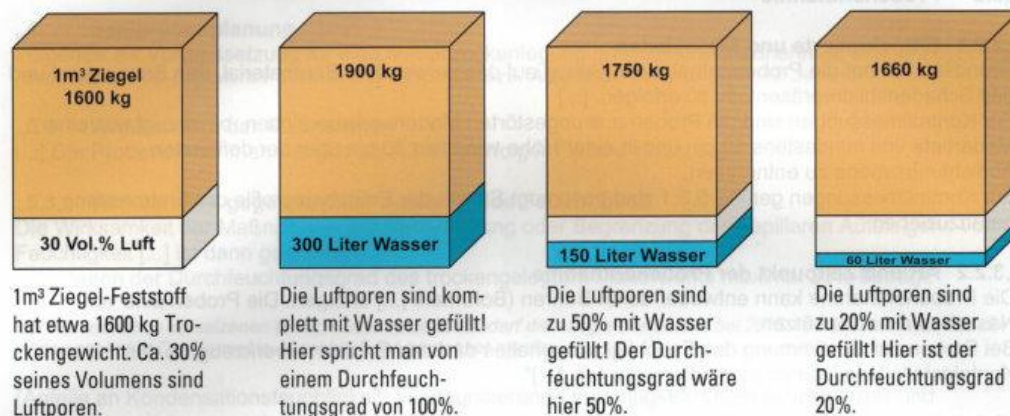 1m³ Ziegel
1600 kg
30 Vol.% Luft
1m³ Ziegel-Feststoff
hat etwa 1600 kg Tro-
ckengewicht. Ca. 30%
seines Volumens sind
Luftporen.
1900 kg
300 Liter Wasser
Die Luftporen sind kom-
plett mit Wasser gefüllt!
Hier spricht man von
einem Durchfeuch-
tungsgrad von 100%.
1750 kg
150 Liter Wasser
Die Luftporen sind
zu 50% mit Wasser
gefüllt! Der Durch-
feuchtungsgrad wäre
hier 50%.
1660 kg
60 Liter Wasser
Die Luftporen sind
zu 20% mit Wasser
gefüllt! Hier ist der
Durchfeuchtungsgrad
20%.